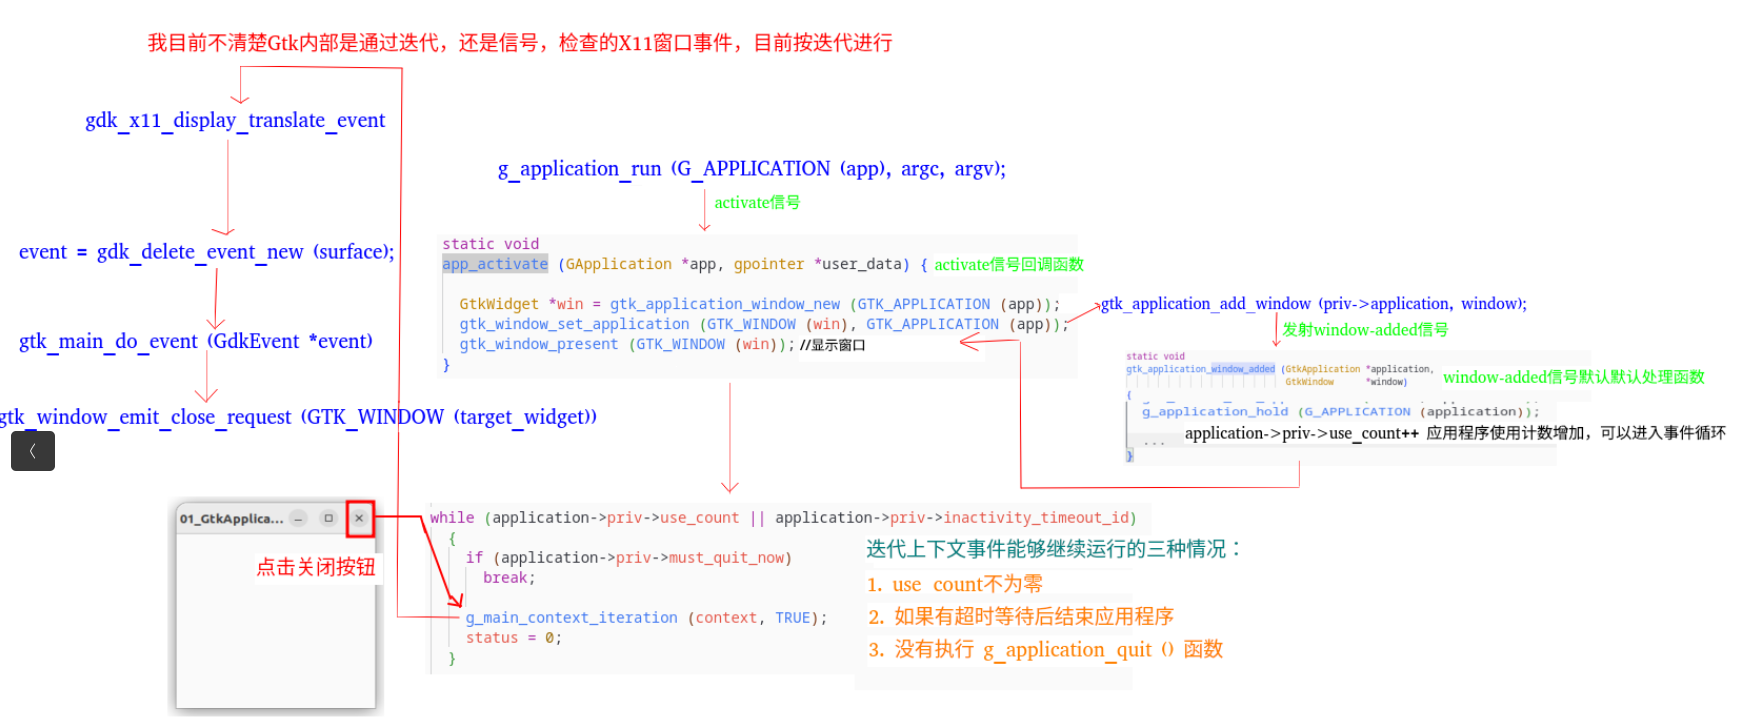 我目前不清楚Gtk内部是通过迭代，还是信号，检查的X11窗口事件，目前按迭代进行
gdk_x11_display_translate_event
event = gdk_delete_event_new (surface);
gtk_main_do_event (GdkEvent *event)
gtk_window_emit_close_request (GTK_WINDOW (target_widget))
g_application_run (G_APPLICATION (app), argc, argv);
activate信号
static void
app_activate (GApplication *app, gpointer *user_data) { activate信号回调函数
GtkWidget *win = gtk_application_window_new (GTK_APPLICATION (app));
gtk_window_set_application (GTK_WINDOW (win), GTK_APPLICATION (app));
gtk_window_present (GTK_WINDOW (win)); //显示窗口
}
gtk_application_add_window (priv->application, window);
发射window-added信号
static void
gtk_application_window_added (GtkApplication *application,
GtkWindow *window)
window-added信号默认默认处理函数
{
g_application_hold (G_APPLICATION (application));
... application->priv->use_count++ 应用程序使用计数增加，可以进入事件循环
}
01_GtkApplica...
点击关闭按钮
while (application->priv->use_count || application->priv->inactivity_timeout_id)
{
if (application->priv->must_quit_now)
break;
g_main_context_iteration (context, TRUE);
status = 0;
}
迭代上下文事件能够继续运行的三种情况：
1. use_count不为零
2. 如果有超时等待后结束应用程序
3. 没有执行 g_application_quit () 函数